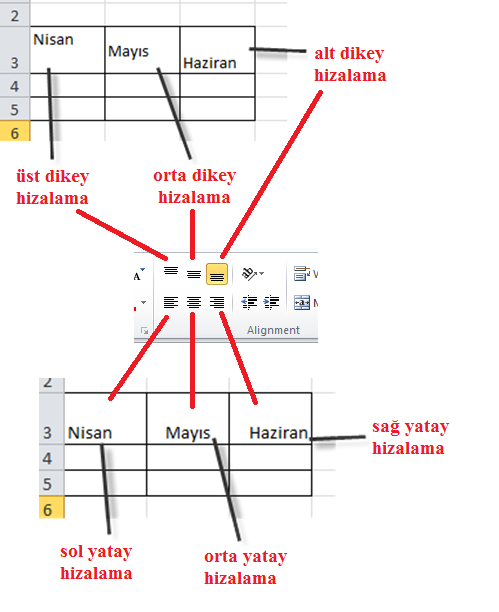 2
Nisan
Mayıs
3
Haziran
4
5
6
alt dikey
hizalama
üst dikey
hizalama
orta dikey
hizalama
A
Alignment
2
3
Nisan
Mayıs
Haziran
4
5
6
sağ yatay
hizalama
sol yatay
hizalama
orta yatay
hizalama